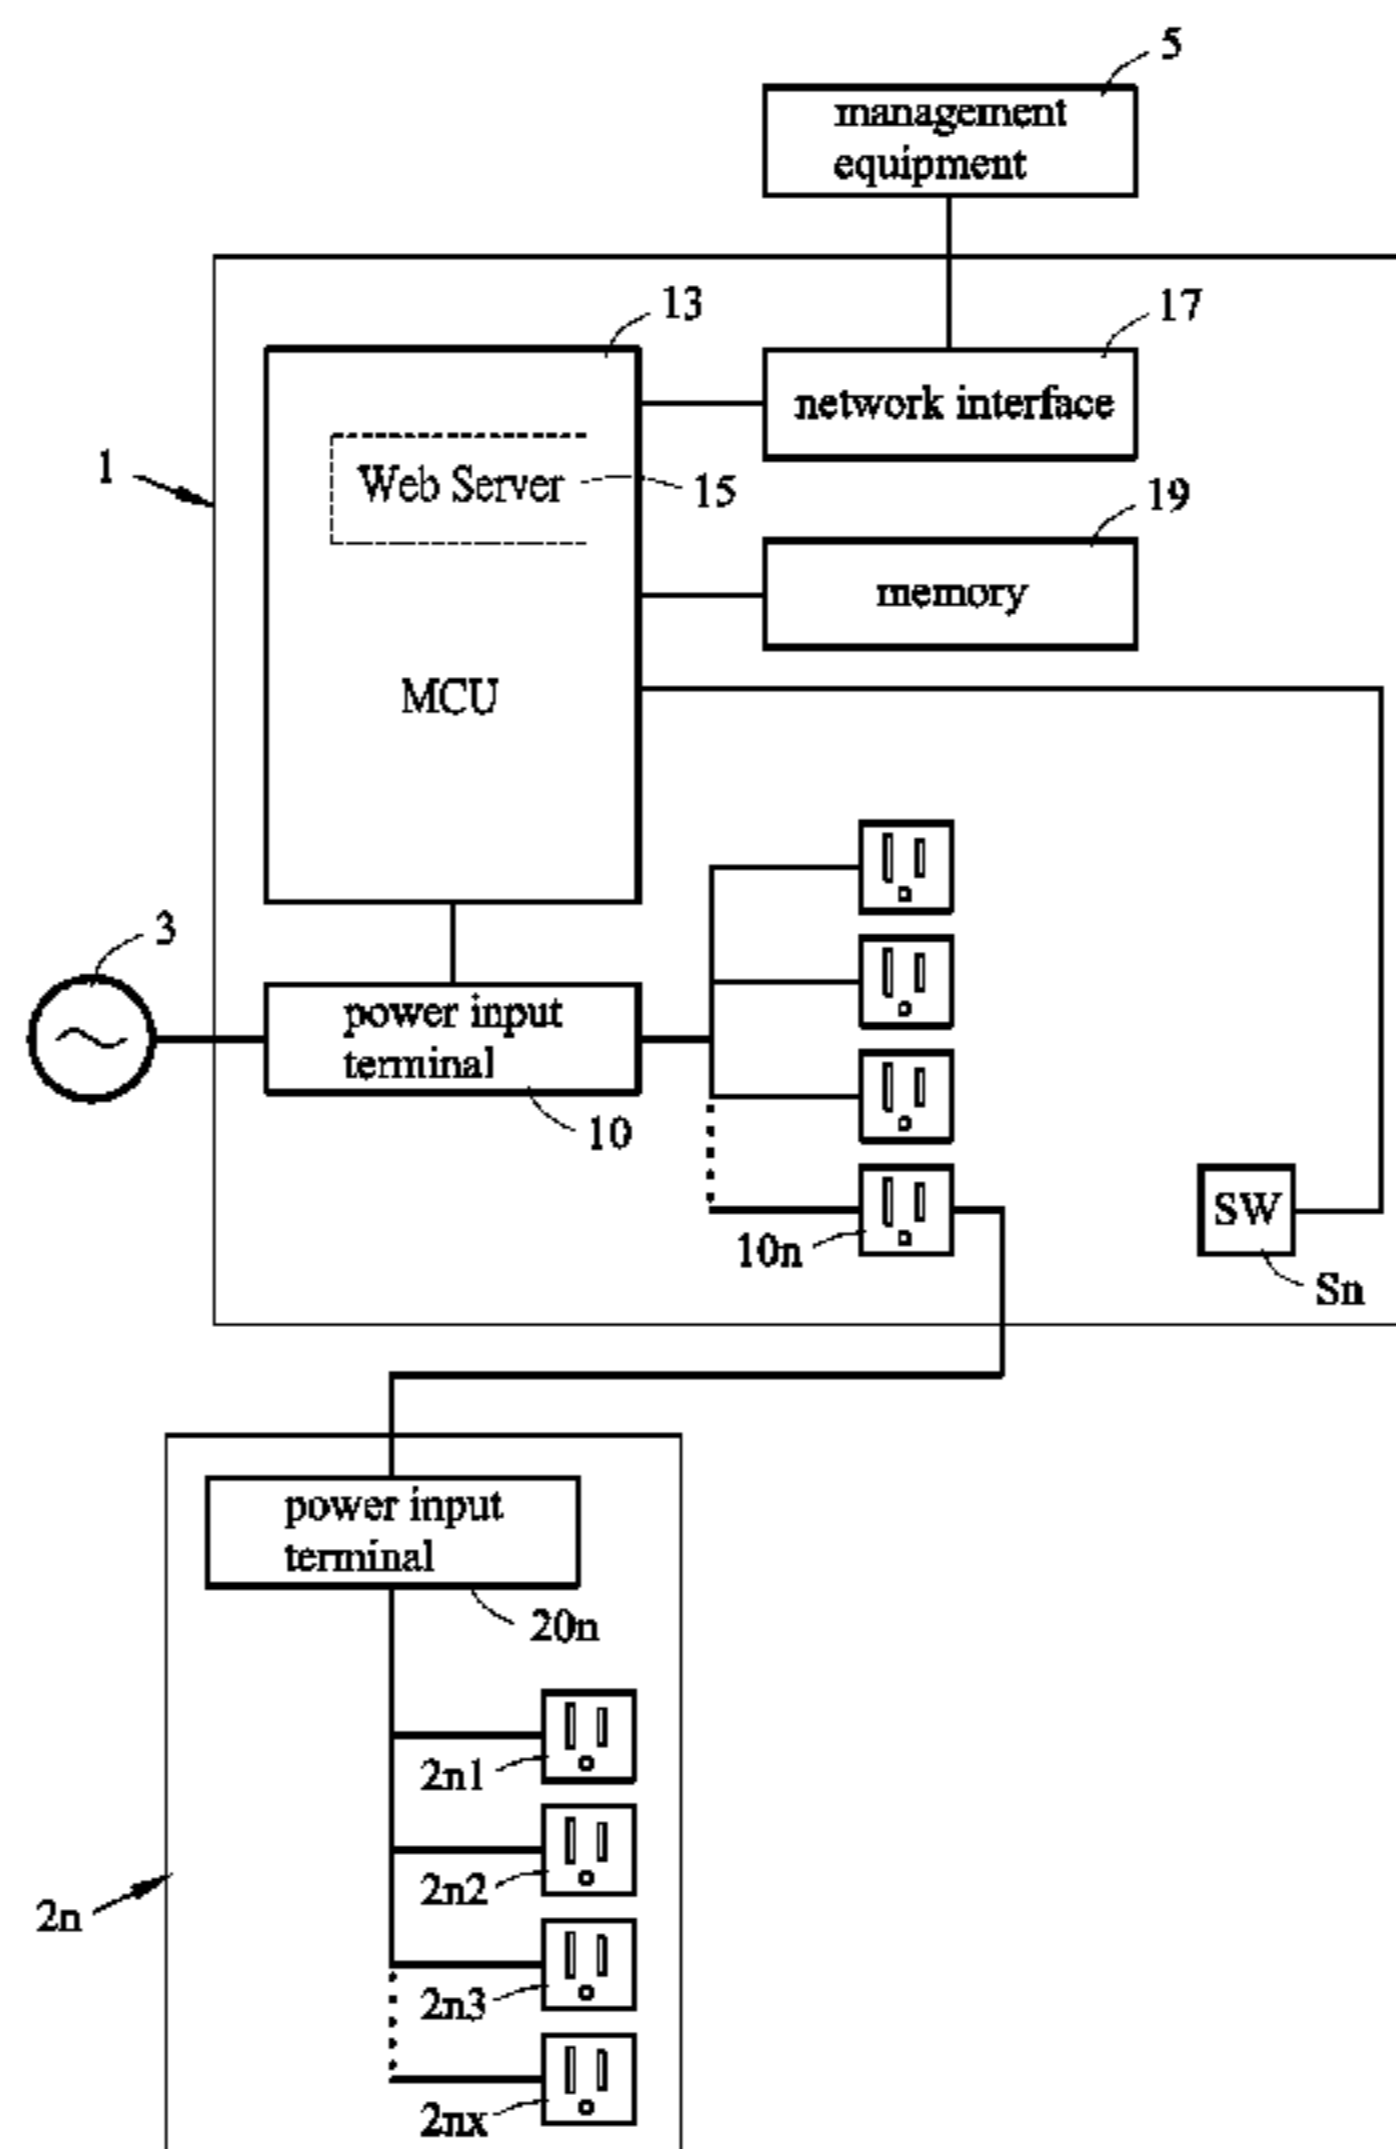 5
management
equipment
13
17
network interface
1
Web Server
15
19
memory
MCU
3
power input
terminal
10
10n
SW
Sn
power input
terminal
20n
2n1
2n2
2n
2n3
2nx